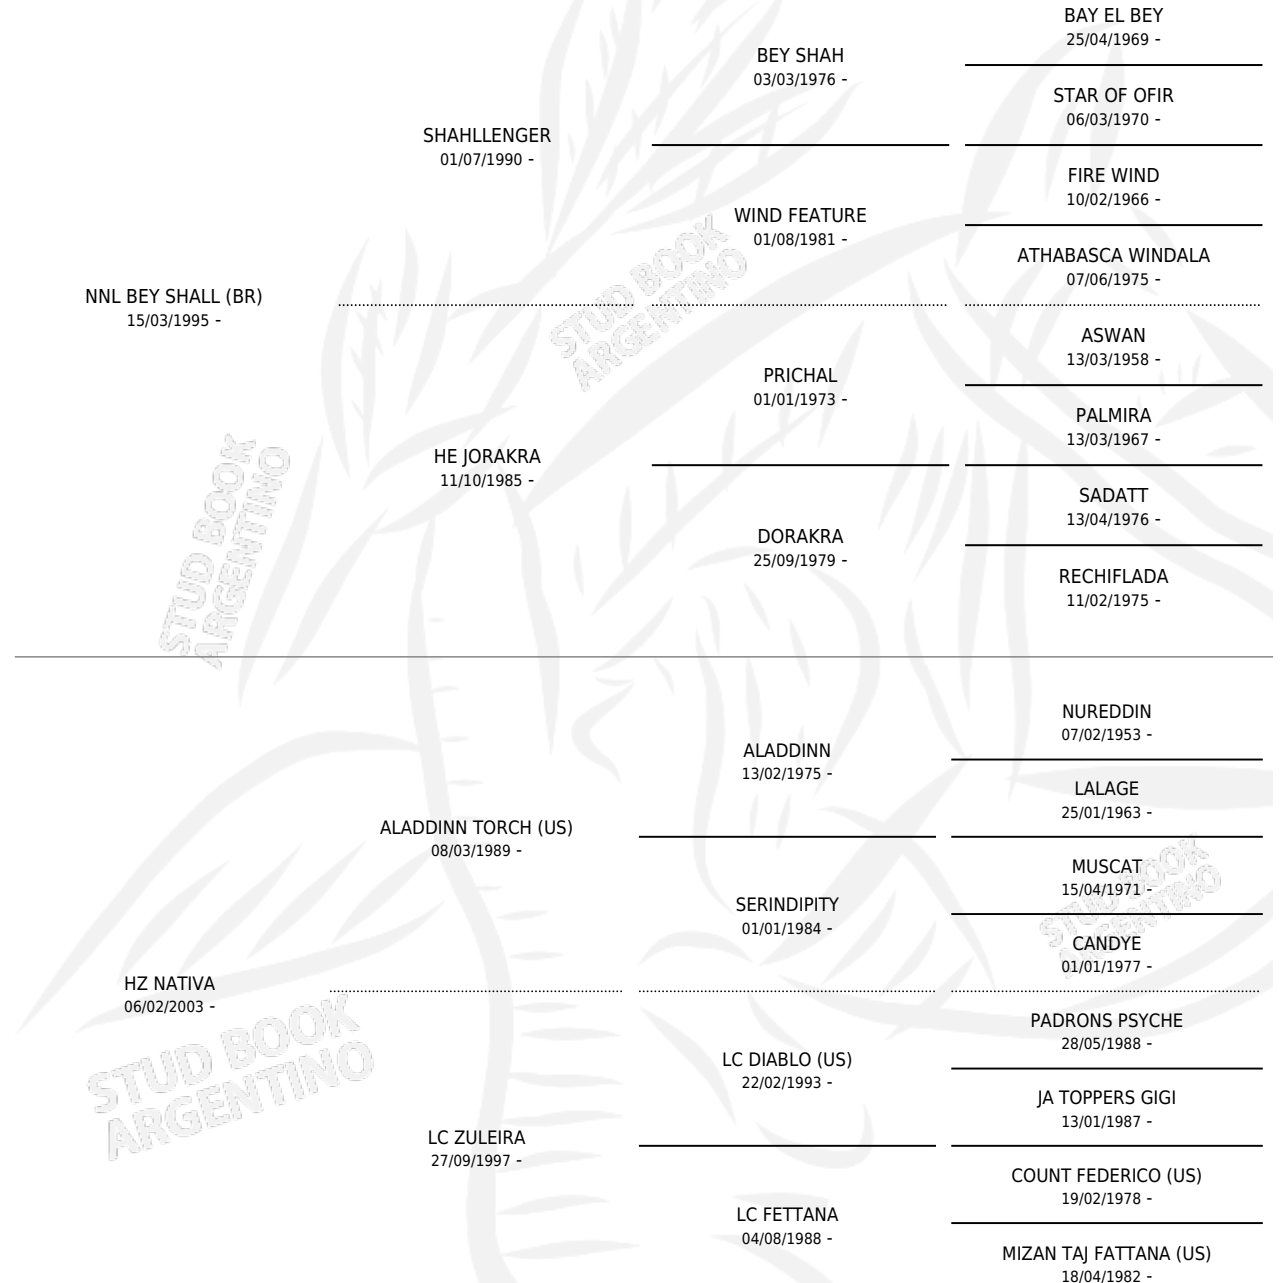 BAY EL BEY
25/04/1969 -
BEY SHAH
03/03/1976 -
STAR OF OFIR
06/03/1970 -
SHAHLLENGER
01/07/1990 -
FIRE WIND
10/02/1966 -
WIND FEATURE
01/08/1981 -
ATHABASCA WINDALA
07/06/1975 -
NNL BEY SHALL (BR)
15/03/1995 -
ASWAN
13/03/1958 -
PRICHAL
01/01/1973 -
PALMIRA
13/03/1967 -
HE JORAKRA
11/10/1985 -
SADATT
13/04/1976 -
DORAKRA
25/09/1979 -
RECHIFLADA
11/02/1975 -
NUREDDIN
07/02/1953 -
ALADDINN
13/02/1975 -
LALAGE
25/01/1963 -
ALADDINN TORCH (US)
08/03/1989 -
MUSCAT
15/04/1971 -
SERINDIPITY
01/01/1984 -
CANDYE
01/01/1977 -
HZ NATIVA
06/02/2003 -
PADRONS PSYCHE
28/05/1988 -
LC DIABLO (US)
22/02/1993 -
JA TOPPERS GIGI
13/01/1987 -
LC ZULEIRA
27/09/1997 -
COUNT FEDERICO (US)
19/02/1978 -
LC FETTANA
04/08/1988 -
MIZAN TAJ FATTANA (US)
18/04/1982 -
STUD BOOK
ARGENTINO
STUD BOOK
ARGENTINO
STUD BOOK
ARGENTINO
STUD BOOK
ARGENTINO